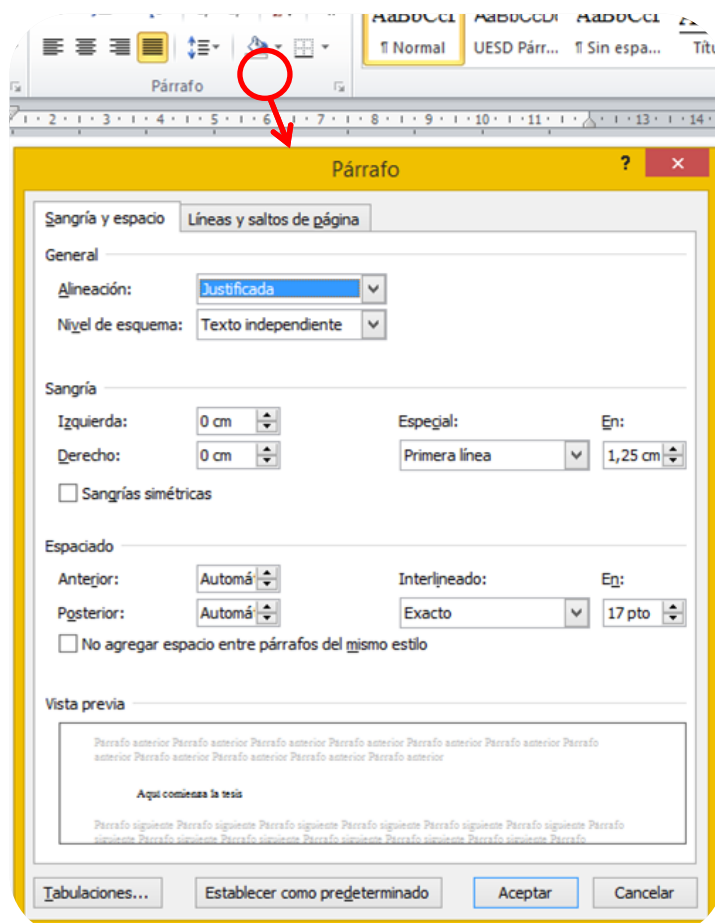 AaBbCcI AaBbCcDc AaBbCcI
¶ Normal UESD Párr... ¶ Sin espa... Títu
Párrafo
1 · 2 · 1 · 3 · 1 · 4 · 1 · 5 · 1 · 6 · 1 · 7 · 1 · 8 · 1 · 9 · 1 · 10 · 1 · 11 · 1 · 13 · 1 · 14 ·
Párrafo ?
Sangría y espacio Líneas y saltos de página
General
Alineación: Justificada
Nivel de esquema: Texto independiente
Sangría
Izquierda: 0 cm Especial: En:
Derecho: 0 cm Primera línea 1,25 cm
Sangrías simétricas
Espaciado
Anterior: Automá Interlineado: En:
Posterior: Automá Exacto 17 pto
No agregar espacio entre párrafos del mismo estilo
Vista previa
Párrafo anterior Párrafo anterior Párrafo anterior Párrafo anterior Párrafo anterior Párrafo anterior Párrafo
anterior Párrafo anterior Párrafo anterior Párrafo anterior Párrafo anterior
Aquí comienza la tesis
Párrafo siguiente Párrafo siguiente Párrafo siguiente Párrafo siguiente Párrafo siguiente Párrafo siguiente Párrafo
siguiente Párrafo siguiente Párrafo siguiente Párrafo siguiente Párrafo siguiente Párrafo siguiente Párrafo
Tabulaciones... Establecer como predeterminado Aceptar Cancelar